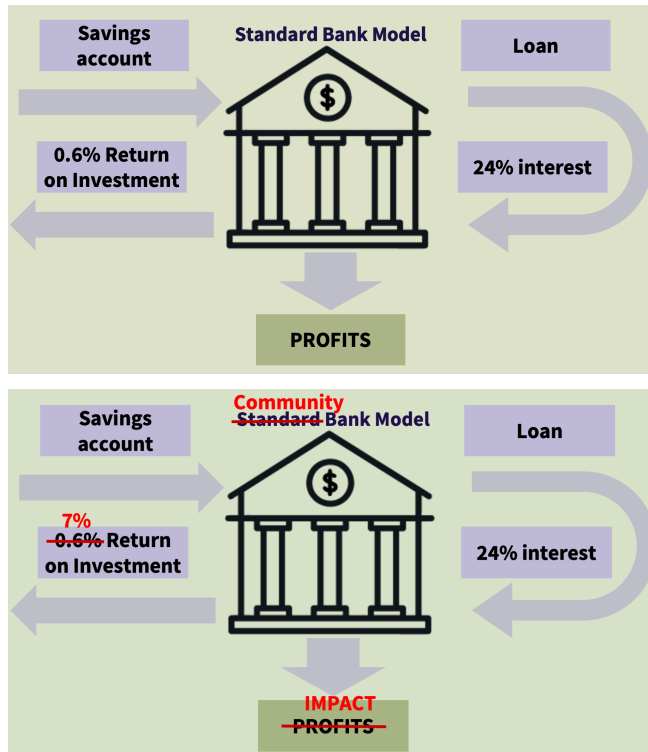 Savings
account
Standard Bank Model
Loan
$
0.6% Return
on Investment
24% interest
PROFITS
Community
Savings
account
Standard Bank Model
Loan
$
7%
0.6% Return
on Investment
24% interest
IMPACT
PROFITS